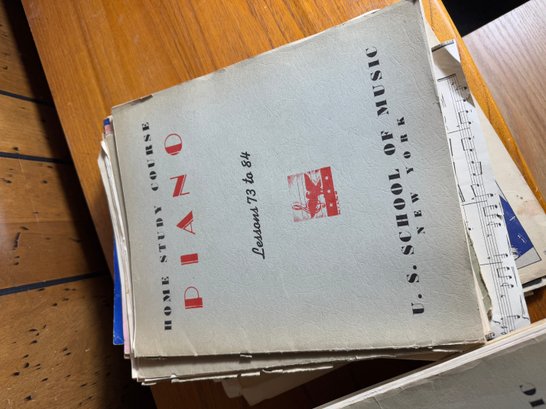 HOME STUDY COURSE
PIANO
Lessons 73 to 84
U. S. SCHOOL OF MUSIC
NEW YORK